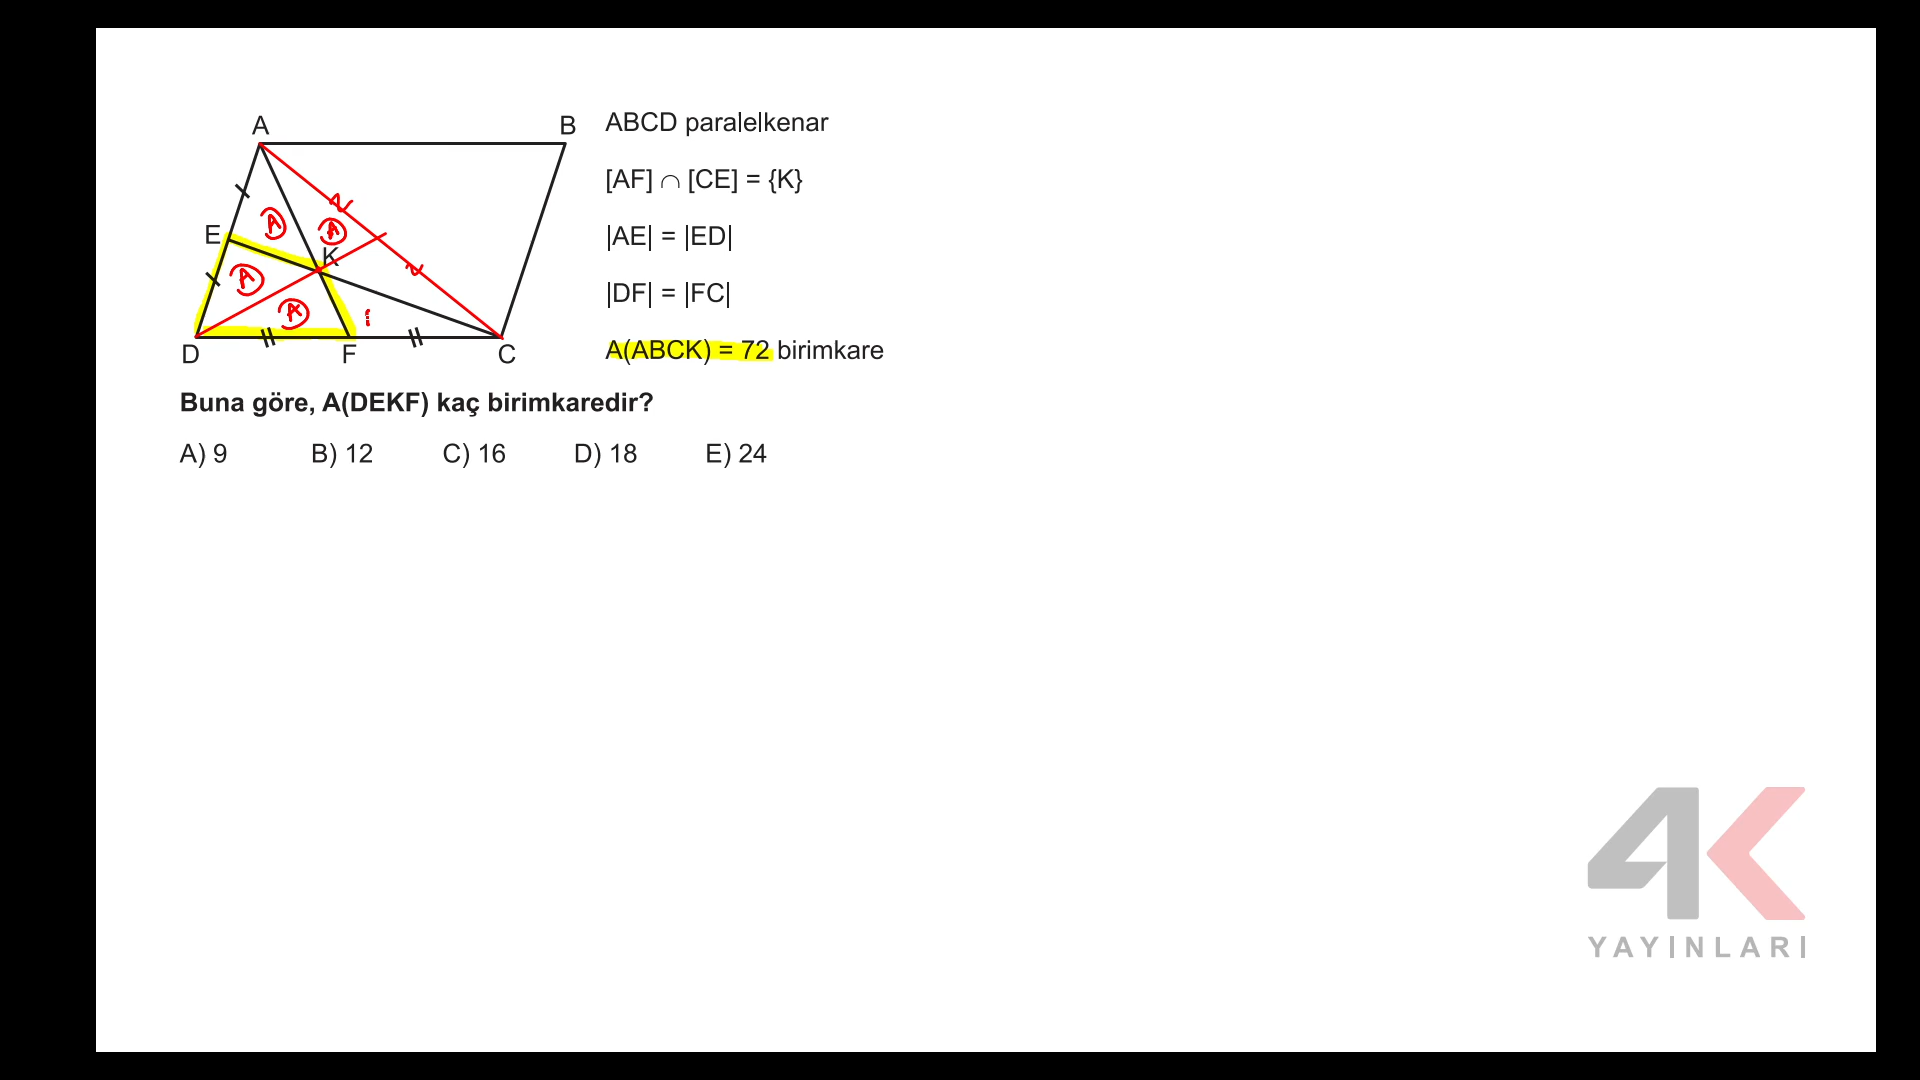 A B
ABCD paralelkenar
[AF] ∩ [CE] = {K}
|AE| = |ED|
|DF| = |FC|
A(ABCK) = 72 birimkare
A A
E K
A A
D F C
Buna göre, A(DEKF) kaç birimkaredir?
A) 9 B) 12 C) 16 D) 18 E) 24
4K
YAYINLARI